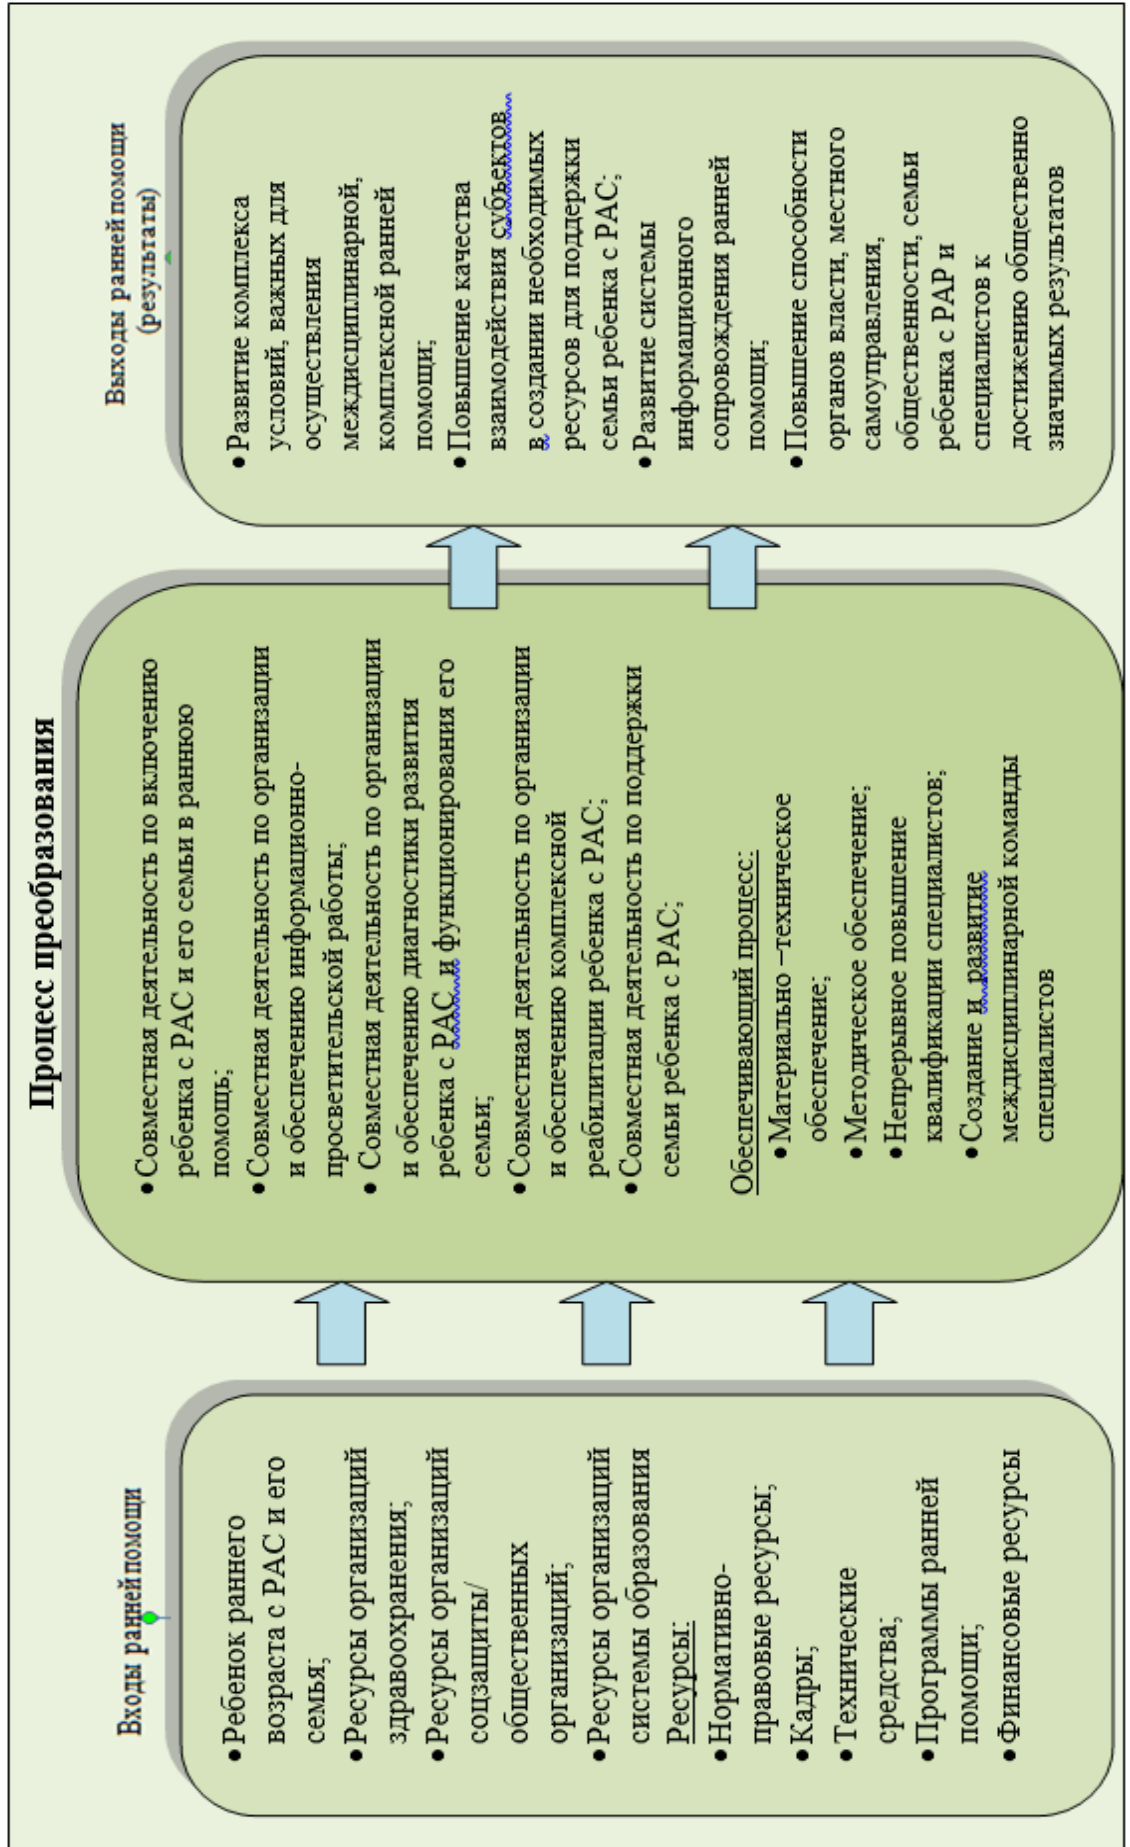 Входы ранней помощи
•Ребенок раннего
возраста с РАС и его
семья;
•Ресурсы организаций
здравоохранения;
•Ресурсы организаций
соцзащиты/
общественных
организаций;
•Ресурсы организаций
системы образования
Ресурсы:
•Нормативно-
правовые ресурсы;
•Кадры;
•Технические
средства;
•Программы ранней
помощи;
•Финансовые ресурсы
Процесс преобразования
•Совместная деятельность по включению
ребенка с РАС и его семьи в раннюю
помощь;
•Совместная деятельность по организации
и обеспечению информационно-
просветительской работы;
• Совместная деятельность по организации
и обеспечению диагностики развития
ребенка с РАС и функционирования его
семьи;
•Совместная деятельность по организации
и обеспечению комплексной
реабилитации ребенка с РАС;
•Совместная деятельность по поддержки
семьи ребенка с РАС;
Обеспечивающий процесс:
•Материально –техническое
обеспечение;
•Методическое обеспечение;
•Непрерывное повышение
квалификации специалистов;
•Создание и развитие
междисциплинарной команды
специалистов
Выходы ранней помощи
(результаты)
•Развитие комплекса
условий, важных для
осуществления
междисциплинарной,
комплексной ранней
помощи;
•Повышение качества
взаимодействия субъектов
в создании необходимых
ресурсов для поддержки
семьи ребенка с РАС;
•Развитие системы
информационного
сопровождения ранней
помощи;
•Повышение способности
органов власти, местного
самоуправления,
общественности, семьи
ребенка с РАР и
специалистов к
достижению общественно
значимых результатов